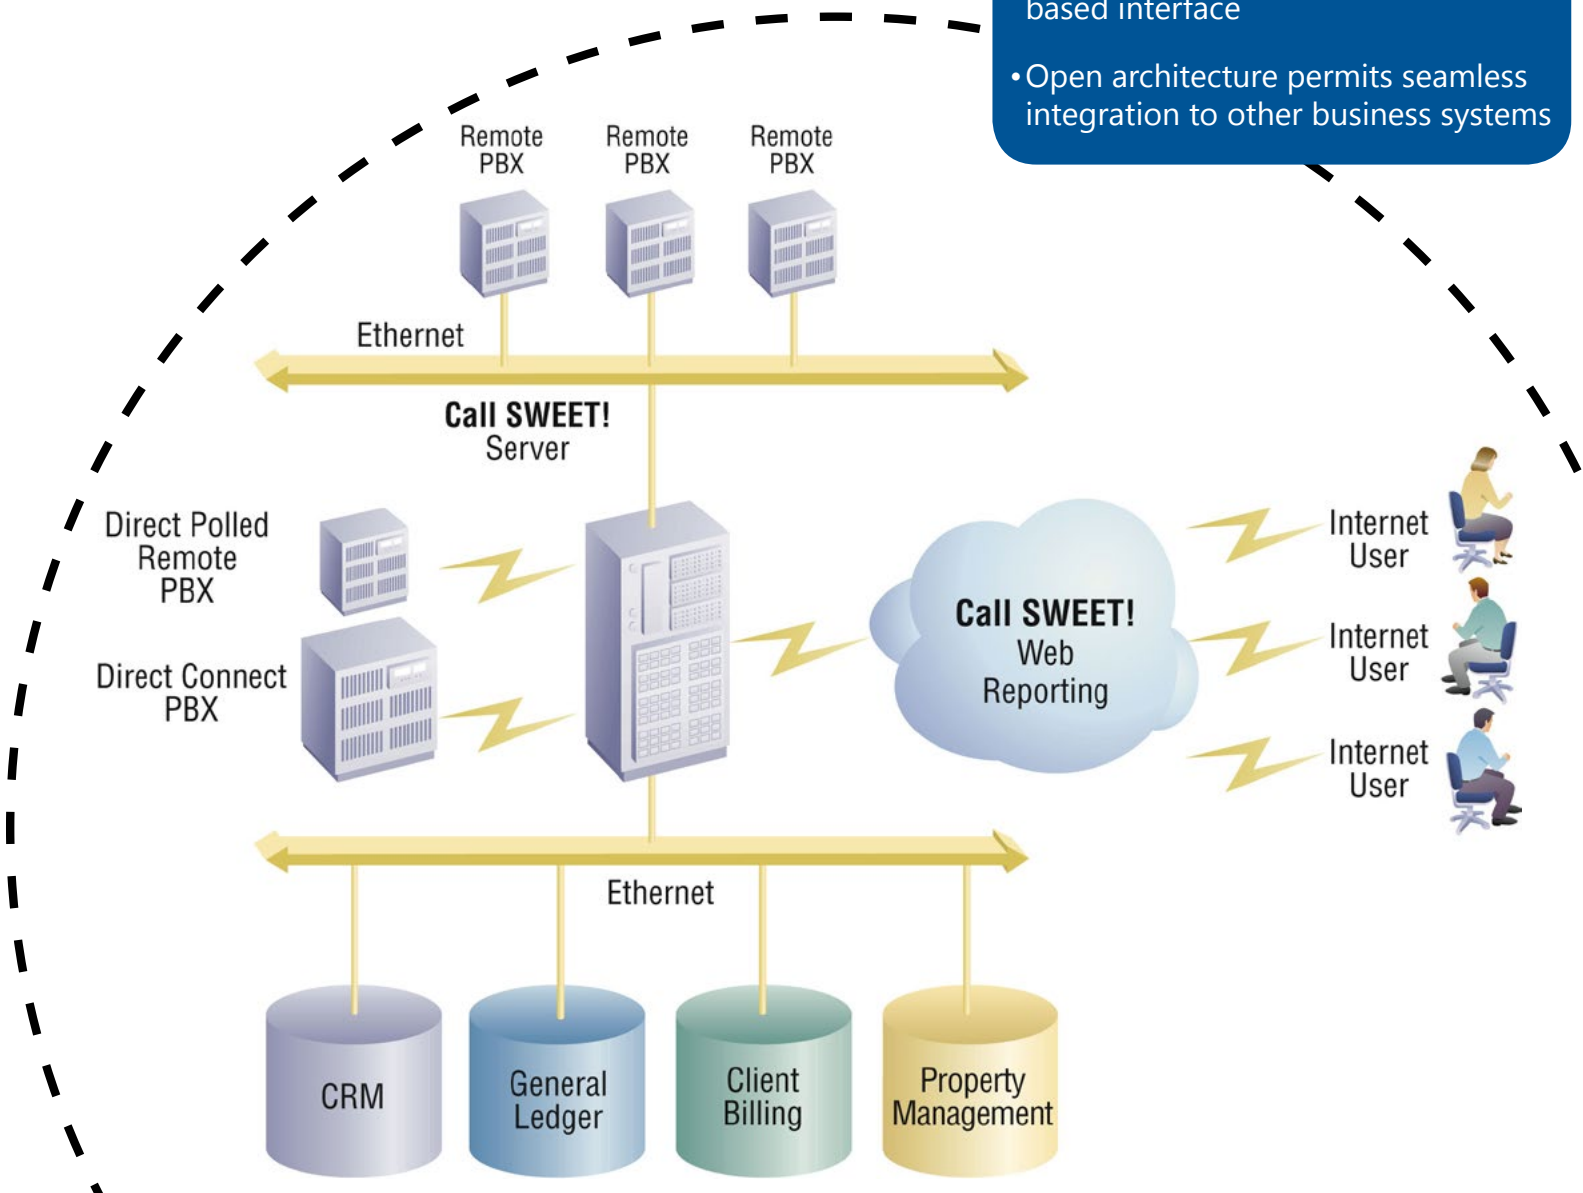 based interface
•Open architecture permits seamless
integration to other business systems
Remote
PBX
Remote
PBX
Remote
PBX
Ethernet
Call SWEET!
Server
Direct Polled
Remote
PBX
Direct Connect
PBX
Call SWEET!
Web
Reporting
Internet
User
Internet
User
Internet
User
Ethernet
CRM
General
Ledger
Client
Billing
Property
Management